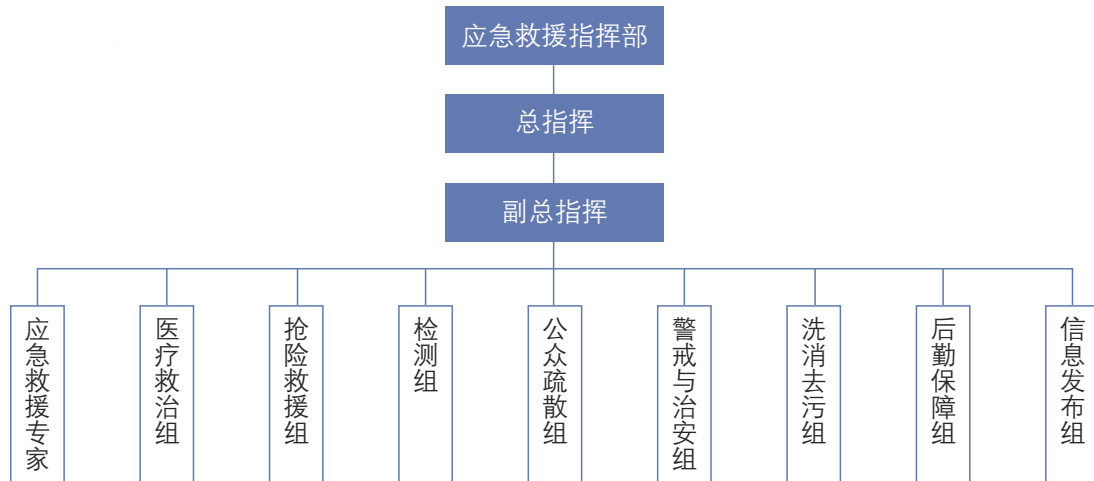 应急救援指挥部
总指挥
副总指挥
应急救援专家
医疗救治组
抢险救援组
检测组
公众疏散组
警戒与治安组
洗消去污组
后勤保障组
信息发布组